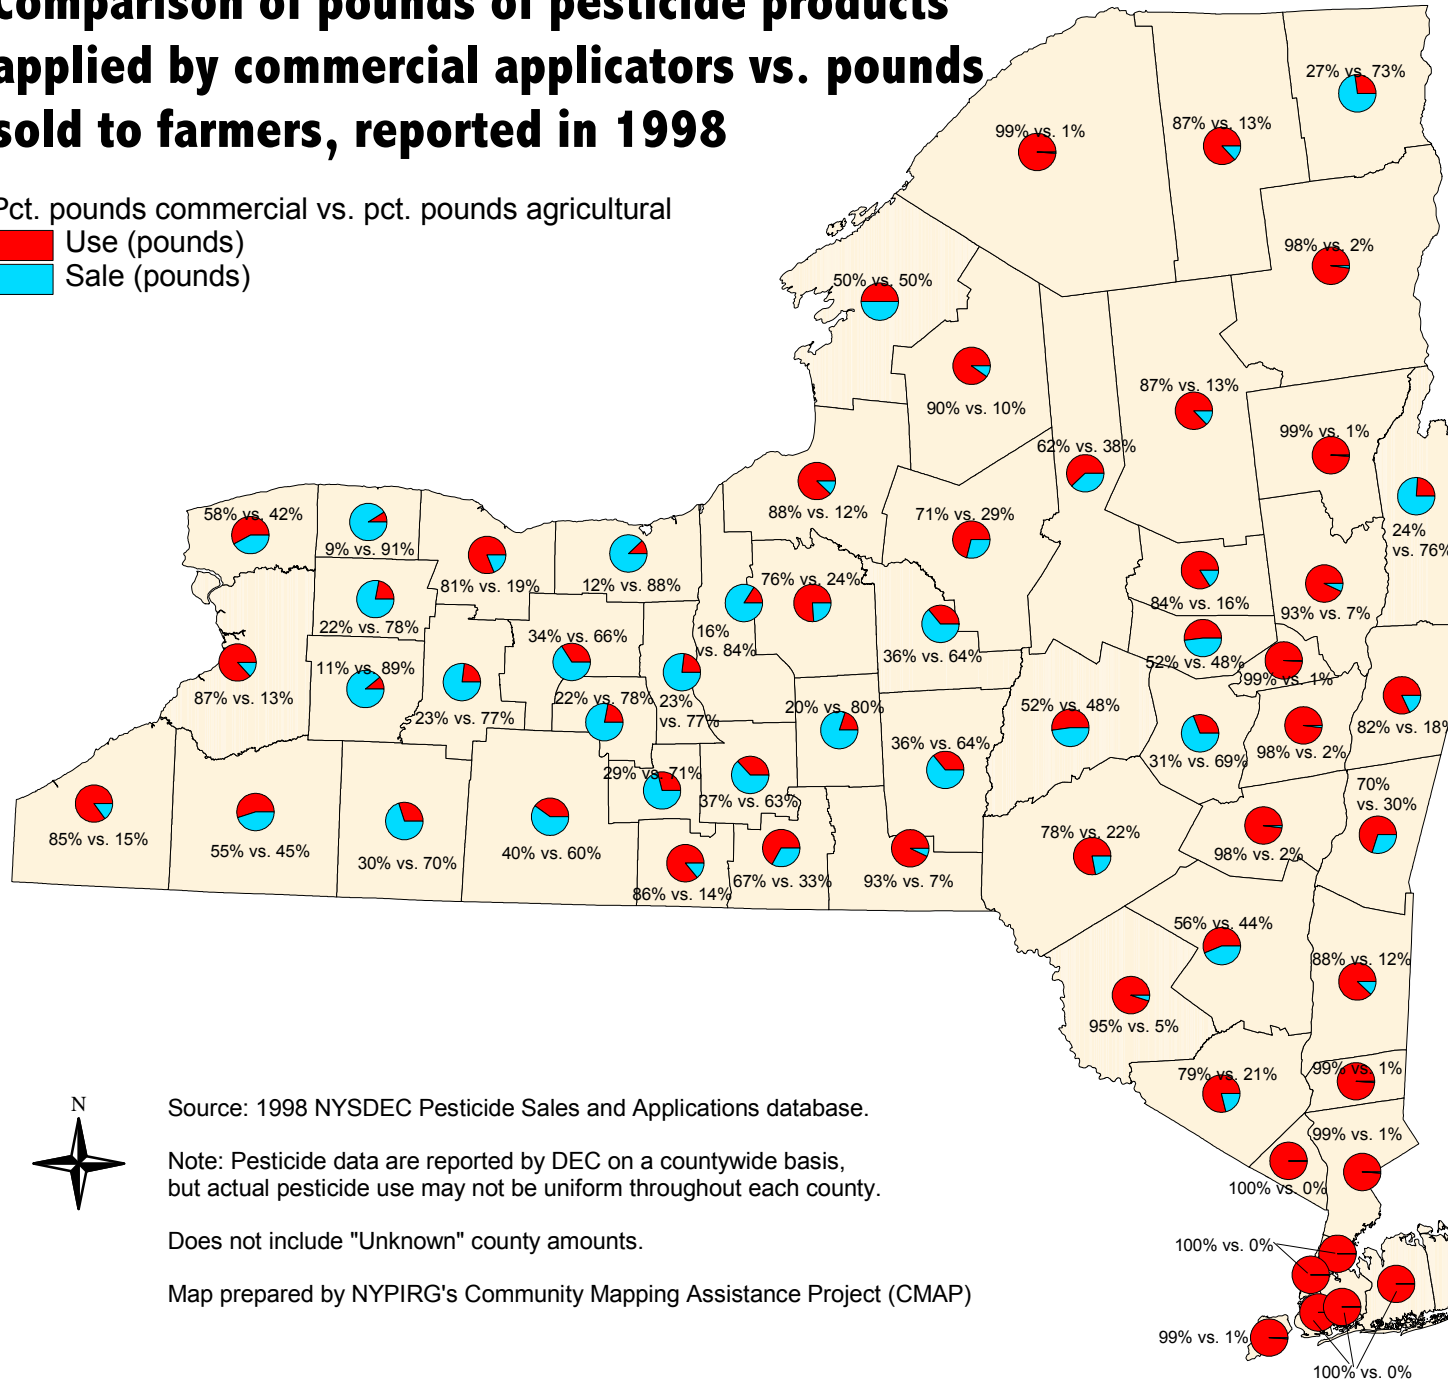 Comparison of pounds of pesticide products
applied by commercial applicators vs. pounds
sold to farmers, reported in 1998
Pct. pounds commercial vs. pct. pounds agricultural
Use (pounds)
Sale (pounds)
27% vs. 73%
99% vs. 1%
87% vs. 13%
98% vs. 2%
50% vs. 50%
90% vs. 10%
87% vs. 13%
99% vs. 1%
62% vs. 38%
58% vs. 42%
9% vs. 91%
81% vs. 19%
12% vs. 88%
88% vs. 12%
71% vs. 29%
24%
vs. 76%
76% vs. 24%
84% vs. 16%
93% vs. 7%
22% vs. 78%
34% vs. 66%
16%
vs. 84%
36% vs. 64%
52% vs. 48%
99% vs. 1%
11% vs. 89%
87% vs. 13%
23% vs. 77%
22% vs. 78%
23%
vs. 77%
20% vs. 80%
52% vs. 48%
82% vs. 18%
36% vs. 64%
31% vs. 69%
98% vs. 2%
29% vs. 71%
37% vs. 63%
70%
vs. 30%
85% vs. 15%
55% vs. 45%
30% vs. 70%
40% vs. 60%
78% vs. 22%
98% vs. 2%
86% vs. 14%
67% vs. 33%
93% vs. 7%
56% vs. 44%
88% vs. 12%
95% vs. 5%
79% vs. 21%
99% vs. 1%
99% vs. 1%
100% vs. 0%
100% vs. 0%
99% vs. 1%
100% vs. 0%
N
Source: 1998 NYSDEC Pesticide Sales and Applications database.
Note: Pesticide data are reported by DEC on a countywide basis,
but actual pesticide use may not be uniform throughout each county.
Does not include "Unknown" county amounts.
Map prepared by NYPIRG's Community Mapping Assistance Project (CMAP)